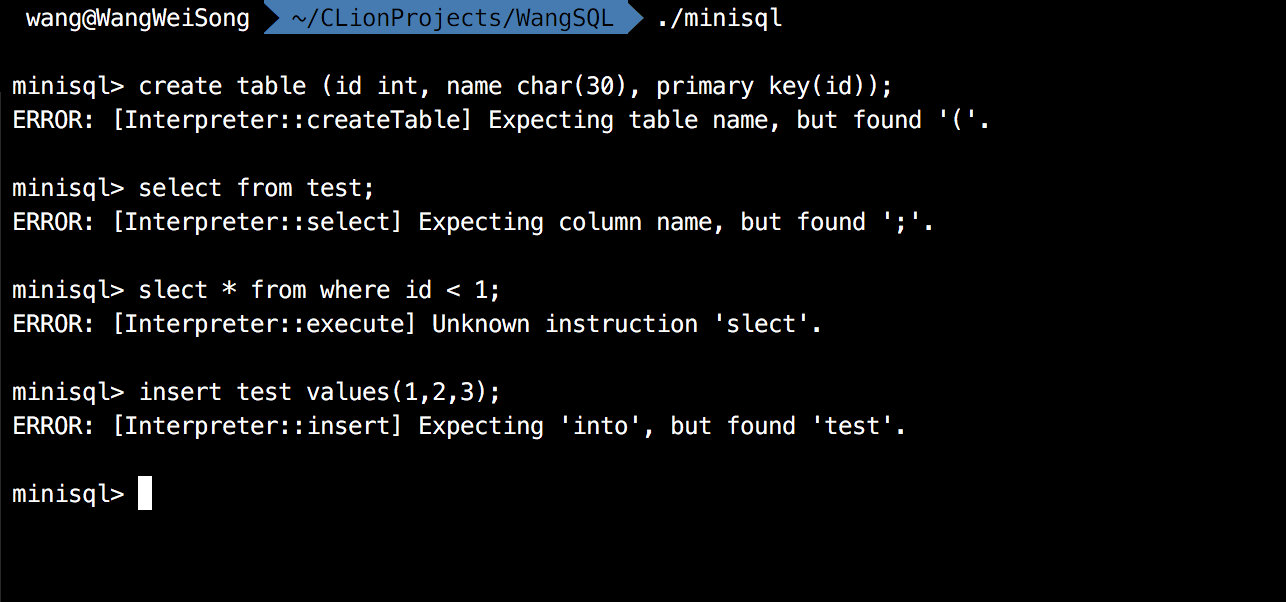 wang@WangWeiSong ~/CLionProjects/WangSQL ./minisql
minisql> create table (id int, name char(30), primary key(id));
ERROR: [Interpreter::createTable] Expecting table name, but found '('.
minisql> select from test;
ERROR: [Interpreter::select] Expecting column name, but found ';'.
minisql> slect * from where id < 1;
ERROR: [Interpreter::execute] Unknown instruction 'slect'.
minisql> insert test values(1,2,3);
ERROR: [Interpreter::insert] Expecting 'into', but found 'test'.
minisql>